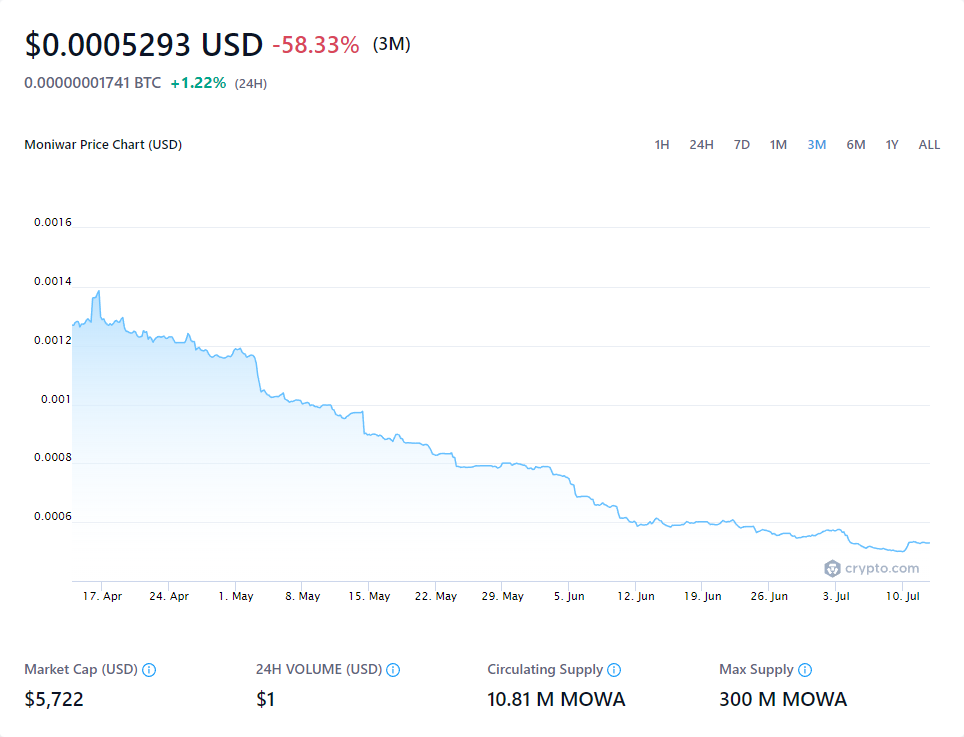 $0.0005293 USD -58.33% (3M)
0.00000001741 BTC +1.22% (24H)
Moniwar Price Chart (USD) 1H 24H 7D 1M 3M 6M 1Y ALL
0.0016
0.0014
0.0012
0.001
0.0008
0.0006
crypto.com
17. Apr 24. Apr 1. May 8. May 15. May 22. May 29. May 5. Jun 12. Jun 19. Jun 26. Jun 3. Jul 10. Jul
Market Cap (USD) 24H VOLUME (USD) Circulating Supply Max Supply
$5,722 $1 10.81 M MOWA 300 M MOWA